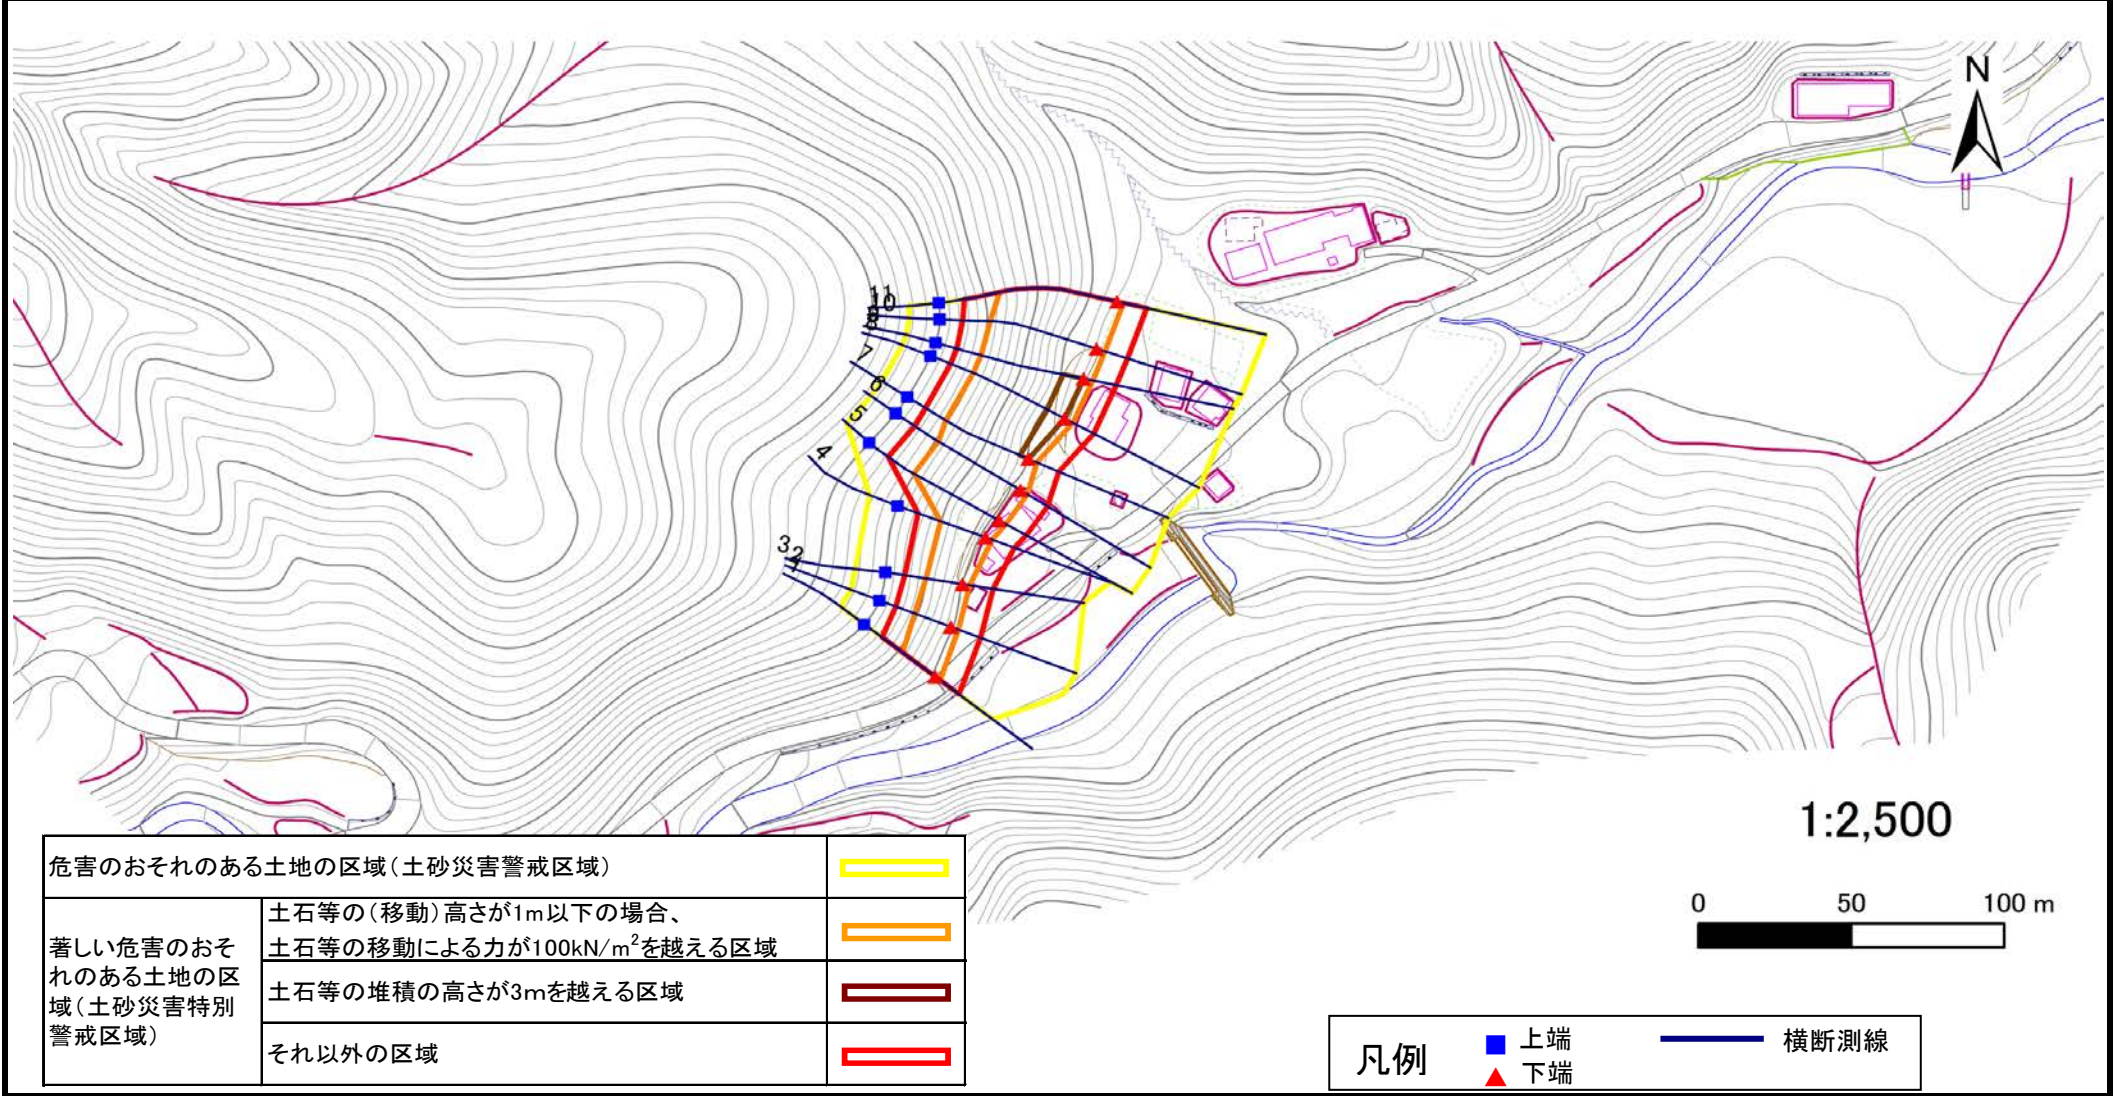 N
11
10
7
6
5
4
3
2
1
1:2,500
0 50 100 m
危害のおそれのある土地の区域(土砂災害警戒区域)
著しい危害のおそ
れのある土地の区
域(土砂災害特別
警戒区域)
土石等の(移動)高さが1m以下の場合、
土石等の移動による力が100kN/m²を越える区域
土石等の堆積の高さが3mを越える区域
それ以外の区域
凡例
上端
下端
横断測線